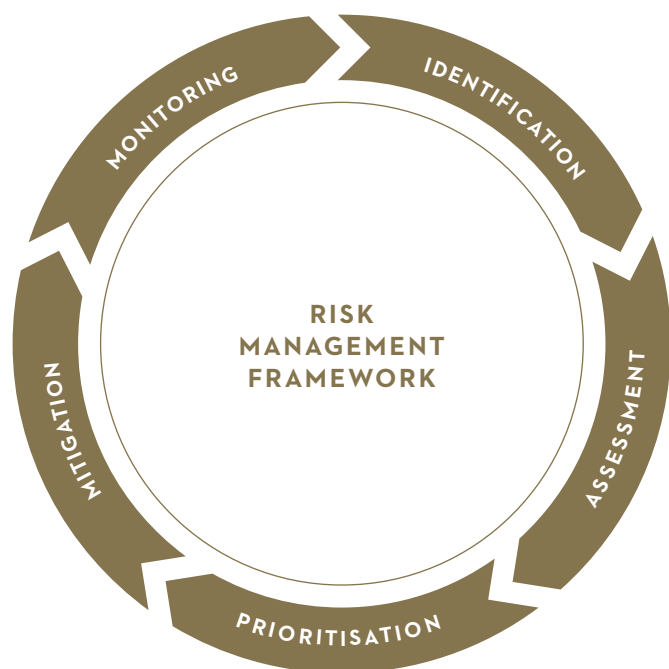 IDENTIFICATION
ASSESSMENT
PRIORITISATION
MITIGATION
MONITORING
RISK
MANAGEMENT
FRAMEWORK